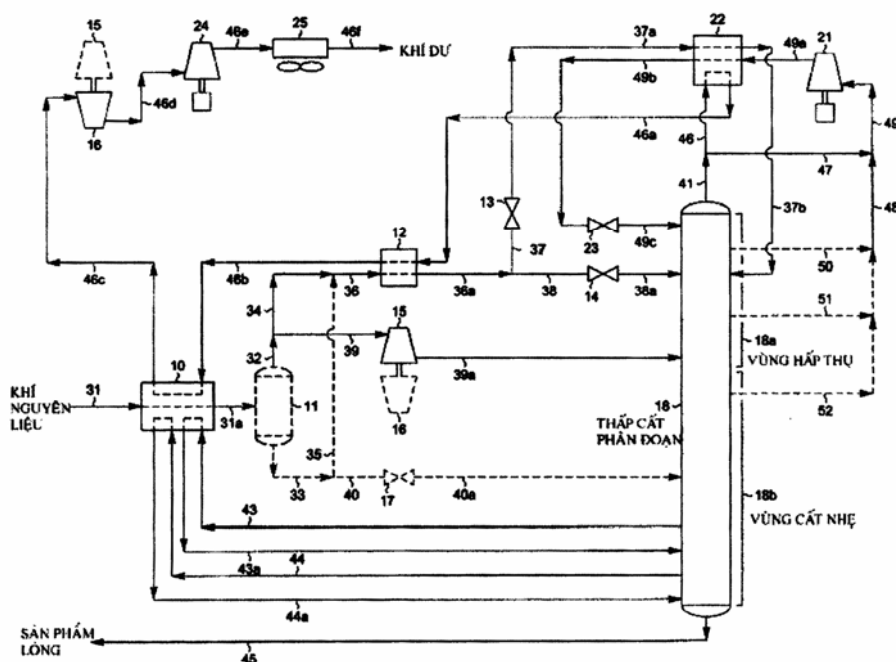 15
24
46e
25
46f
KHÍ DƯ
37a
22
49a
21
46d
49b
16
46a
46
49
47
41
48
13
37b
12
23
49c
50
46c
46b
36
36a
37
38
14
38a
34
15
51
32
39
18a
VÙNG HẤP THỤ
KHÍ
NGUYÊN
LIỆU
31
10
31a
11
39a
18
THÁP CẤT
PHÂN ĐOẠN
52
16
35
33
40
17
40a
18b
VÙNG CẤT NHẸ
43
43a
44
44a
SẢN PHẨM
LỎNG
45